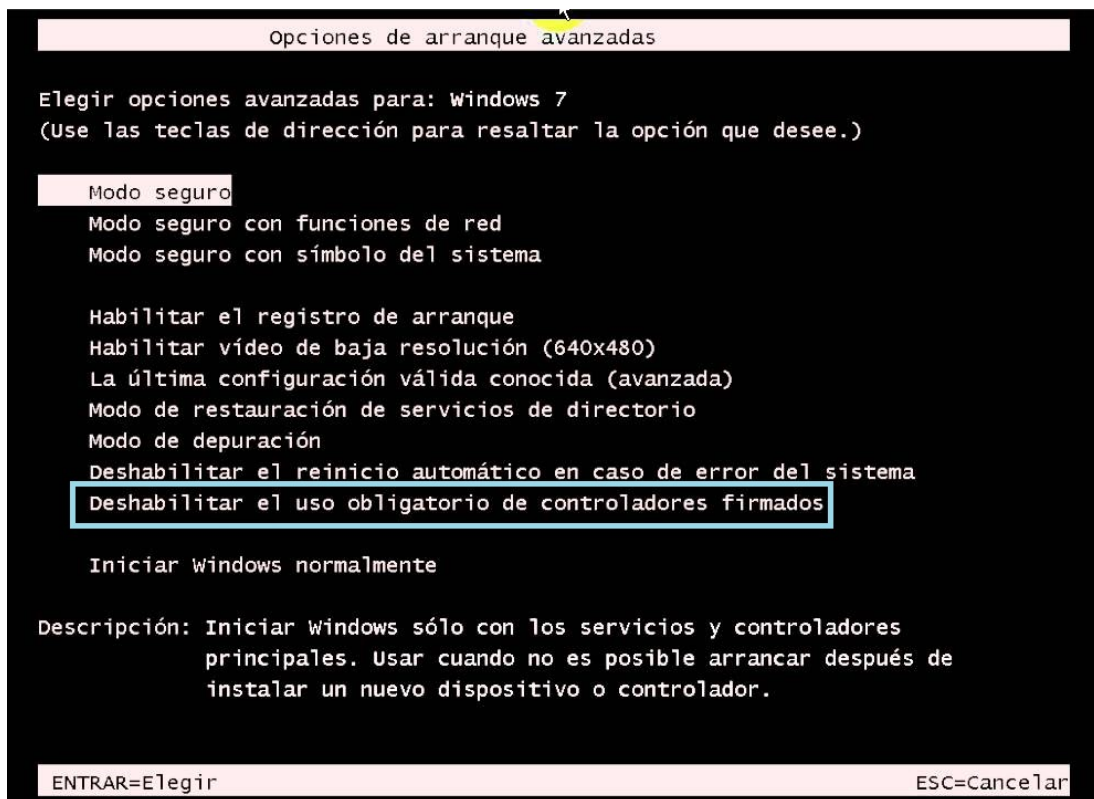 Opciones de arranque avanzadas
Elegir opciones avanzadas para: Windows 7
(Use las teclas de dirección para resaltar la opción que desee.)
Modo seguro
Modo seguro con funciones de red
Modo seguro con símbolo del sistema
Habilitar el registro de arranque
Habilitar vídeo de baja resolución (640x480)
La última configuración válida conocida (avanzada)
Modo de restauración de servicios de directorio
Modo de depuración
Deshabilitar el reinicio automático en caso de error del sistema
Deshabilitar el uso obligatorio de controladores firmados
Iniciar Windows normalmente
Descripción: Iniciar Windows sólo con los servicios y controladores
principales. Usar cuando no es posible arrancar después de
instalar un nuevo dispositivo o controlador.
ENTRAR=Elegir ESC=Cancelar